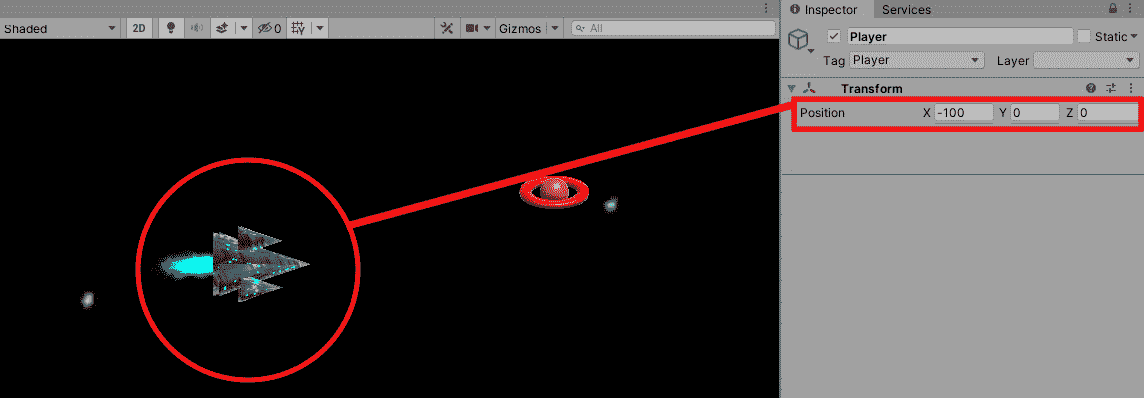 Inspector Services
Shaded 2D 0 Gizmos All
Player Static
Tag Player Layer
Transform
Position X -100 Y 0 Z 0